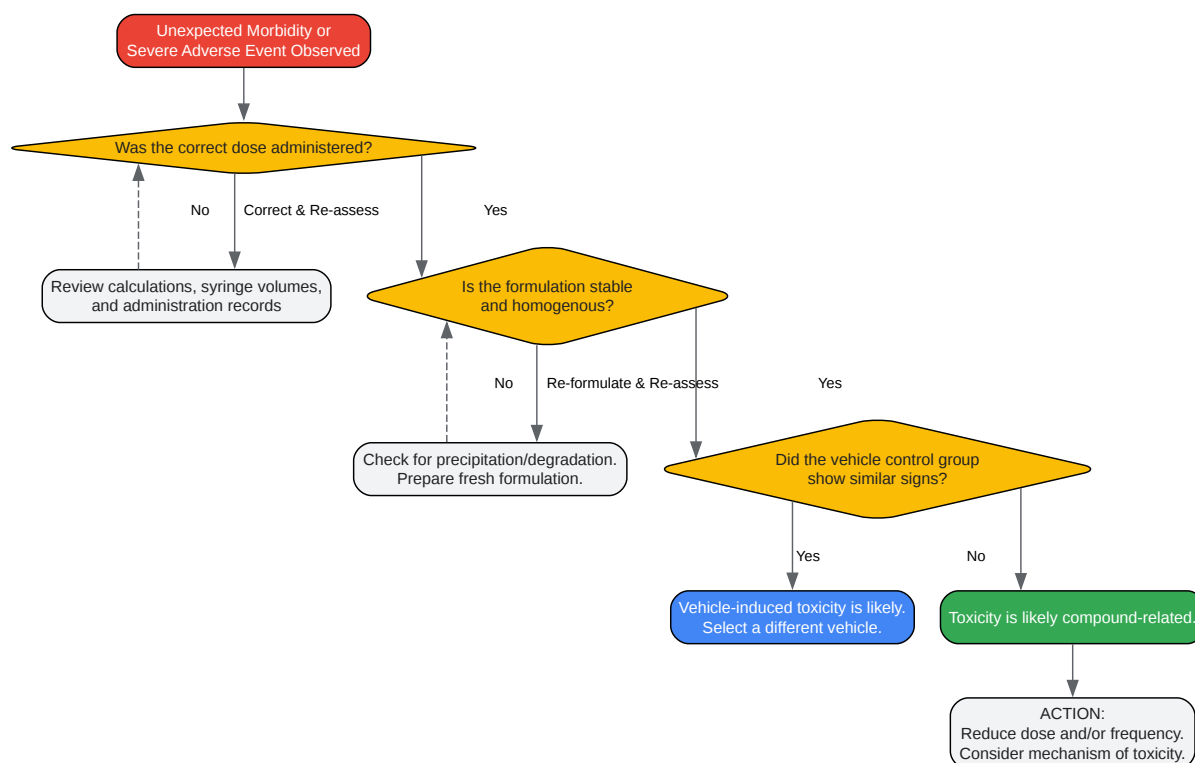 Unexpected Morbidity or
Severe Adverse Event Observed
Was the correct dose administered?
No
Correct & Re-assess
Yes
Review calculations, syringe volumes,
and administration records
Is the formulation stable
and homogenous?
No
Re-formulate & Re-assess
Yes
Check for precipitation/degradation.
Prepare fresh formulation.
Did the vehicle control group
show similar signs?
Yes
No
Vehicle-induced toxicity is likely.
Select a different vehicle.
Toxicity is likely compound-related.
ACTION:
Reduce dose and/or frequency.
Consider mechanism of toxicity.